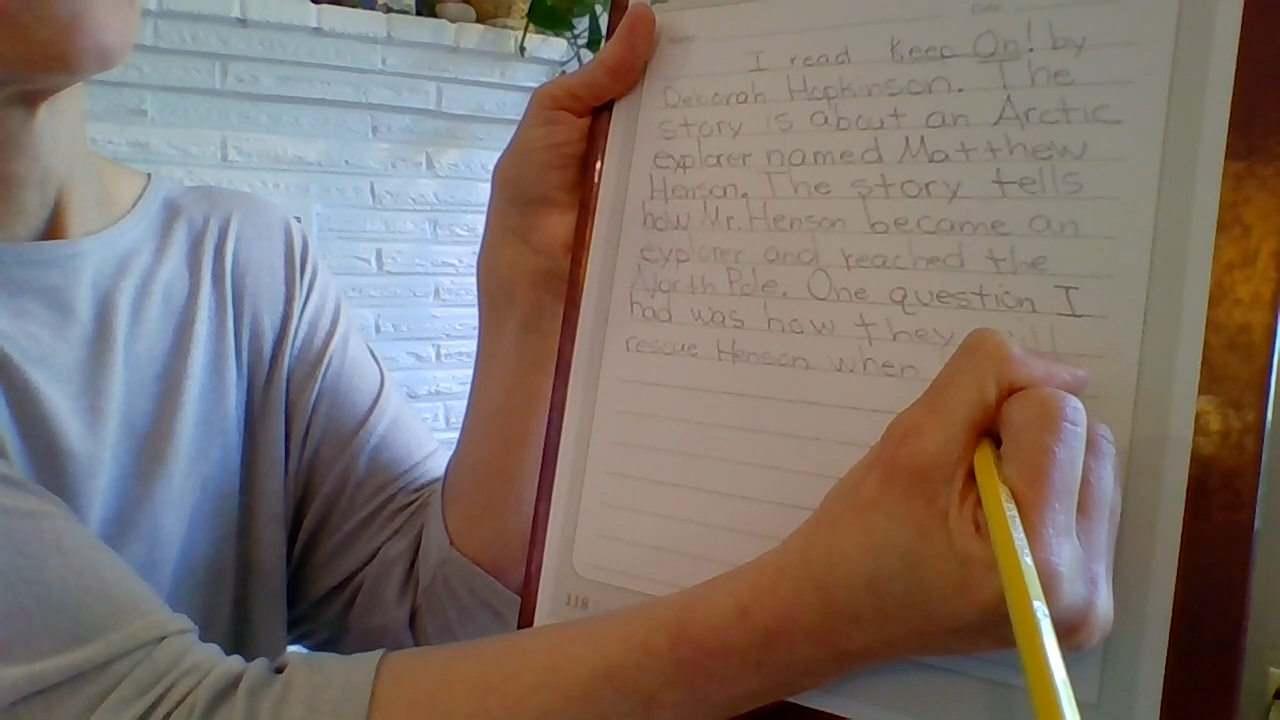 I read Keep On! by
Deborah Hopkinson. The
story is about an Arctic
explorer named Matthew
Henson. The story tells
how Mr. Henson became an
explorer and reached the
North Pole. One question I
had was how they will
rescue Henson when
118